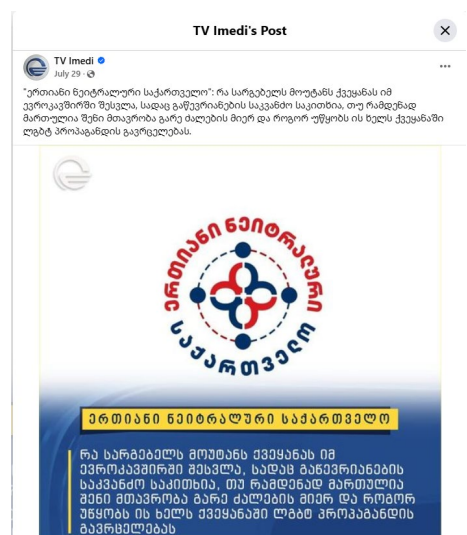 TV Imedi's Post
TV Imedi
July 29
"ერთიანი ნეიტრალური საქართველო": რა სარგებელს მოუტანს ქვეყანას იმ
ევროკავშირში შესვლა, სადაც გაწევრიანების საკვანძო საკითხია, თუ რამდენად
მართულია შენი მთავრობა გარე ძალების მიერ და როგორ უწყობს ის ხელს ქვეყანაში
ლგბტ პროპაგანდის გავრცელებას.
ერთიანი ნეიტრალური
საქართველო
ერთიანი ნეიტრალური საქართველო
რა სარგებელს მოუტანს ქვეყანას იმ
ევროკავშირში შესვლა, სადაც გაწევრიანების
საკვანძო საკითხია, თუ რამდენად მართულია
შენი მთავრობა გარე ძალების მიერ და როგორ
უწყობს ის ხელს ქვეყანაში ლგბტ პროპაგანდის
გავრცელებას